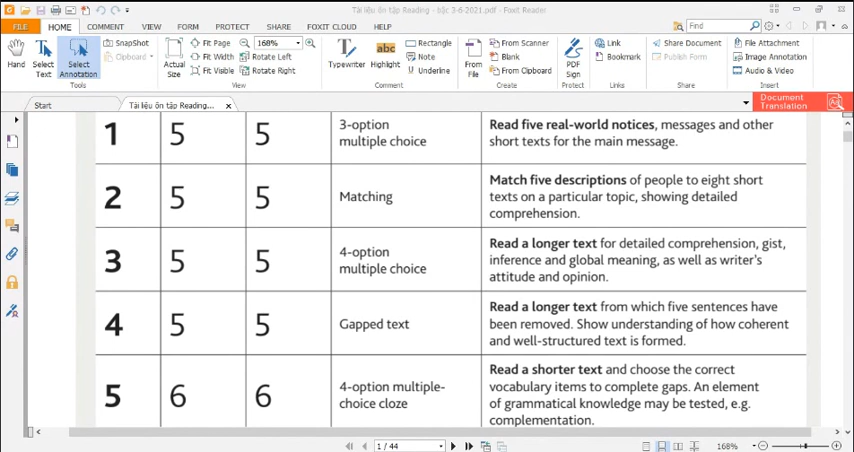 Tài liệu ôn tập Reading - bậc 3-6-2021.pdf - Foxit Reader
FILE HOME COMMENT VIEW FORM PROTECT SHARE FOXIT CLOUD HELP Find
Hand
Select Text
Select Annotation
SnapShot
Clipboard
Tools
Actual Size
Fit Page
Fit Width
Fit Visible
168%
Rotate Left
Rotate Right
View
Typewriter
Highlight
Rectangle
Note
Underline
Comment
From File
From Scanner
Blank
From Clipboard
Create
PDF Sign
Protect
Link
Bookmark
Links
Share Document
Publish Form
Share
File Attachment
Image Annotation
Audio & Video
Insert
Start Tài liệu ôn tập Reading...
Document
Translation
1 5 5
3-option
multiple choice
Read five real-world notices, messages and other
short texts for the main message.
2 5 5 Matching
Match five descriptions of people to eight short
texts on a particular topic, showing detailed
comprehension.
3 5 5
4-option
multiple choice
Read a longer text for detailed comprehension, gist,
inference and global meaning, as well as writer's
attitude and opinion.
4 5 5 Gapped text
Read a longer text from which five sentences have
been removed. Show understanding of how coherent
and well-structured text is formed.
5 6 6
4-option multiple-
choice cloze
Read a shorter text and choose the correct
vocabulary items to complete gaps. An element
of grammatical knowledge may be tested, e.g.
complementation.
1 / 44 168%